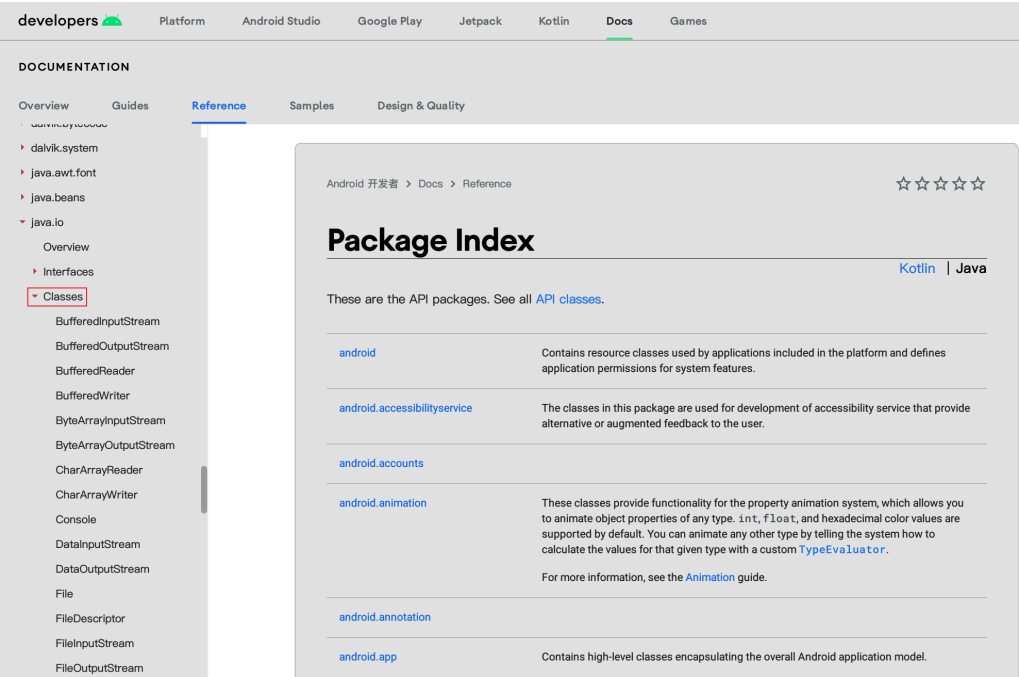 developers Platform Android Studio Google Play Jetpack Kotlin Docs Games
DOCUMENTATION
Overview Guides Reference Samples Design & Quality
dalvik.bytecode
dalvik.system
java.awt.font
java.beans
java.io
Overview
Interfaces
Classes
BufferedInputStream
BufferedOutputStream
BufferedReader
BufferedWriter
ByteArrayInputStream
ByteArrayOutputStream
CharArrayReader
CharArrayWriter
Console
DataInputStream
DataOutputStream
File
FileDescriptor
FileInputStream
FileOutputStream
Android 开发者 > Docs > Reference
Package Index
Kotlin | Java
These are the API packages. See all API classes.
android Contains resource classes used by applications included in the platform and defines
application permissions for system features.
android.accessibilityservice The classes in this package are used for development of accessibility service that provide
alternative or augmented feedback to the user.
android.accounts
android.animation These classes provide functionality for the property animation system, which allows you
to animate object properties of any type. int, float, and hexadecimal color values are
supported by default. You can animate any other type by telling the system how to
calculate the values for that given type with a custom TypeEvaluator.
For more information, see the Animation guide.
android.annotation
android.app Contains high-level classes encapsulating the overall Android application model.